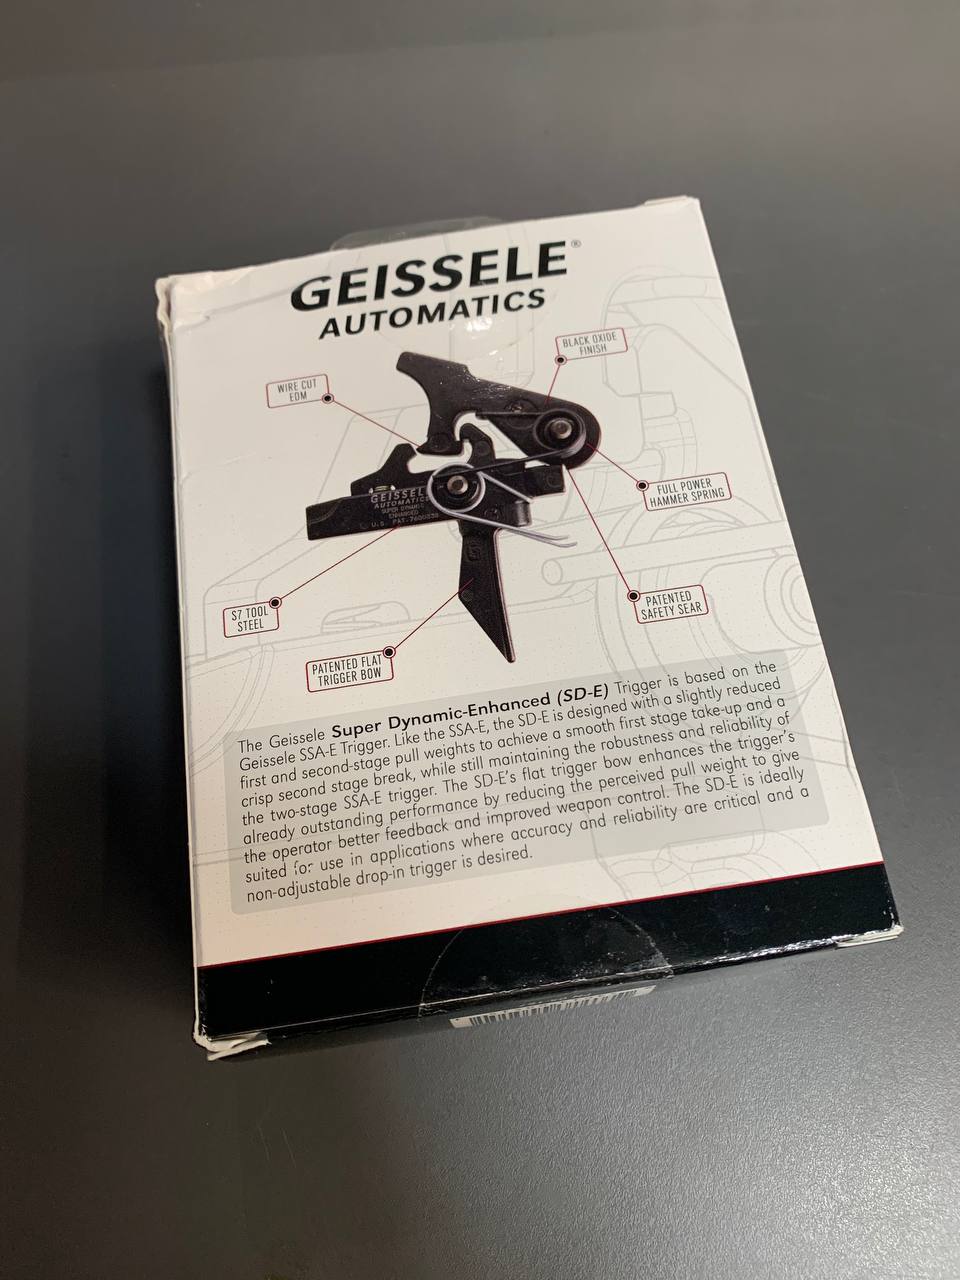 GEISSELE®
AUTOMATICS
BLACK OXIDE
FINISH
WIRE CUT
EDM
FULL POWER
HAMMER SPRING
GEISSELE
AUTOMATICS
SUPER DYNAMIC
ENHANCED
U.S. PAT.
S7 TOOL
STEEL
PATENTED
SAFETY SEAR
PATENTED FLAT
TRIGGER BOW
The Geissele Super Dynamic-Enhanced (SD-E) Trigger is based on the
Geissele SSA-E Trigger. Like the SSA-E, the SD-E is designed with a slightly reduced
first and second-stage pull weights to achieve a smooth first stage take-up and a
crisp second stage break, while still maintaining the robustness and reliability of
the two-stage SSA-E trigger. The SD-E's flat trigger bow enhances the trigger's
already outstanding performance by reducing the perceived pull weight to give
the operator better feedback and improved weapon control. The SD-E is ideally
suited for use in applications where accuracy and reliability are critical and a
non-adjustable drop-in trigger is desired.